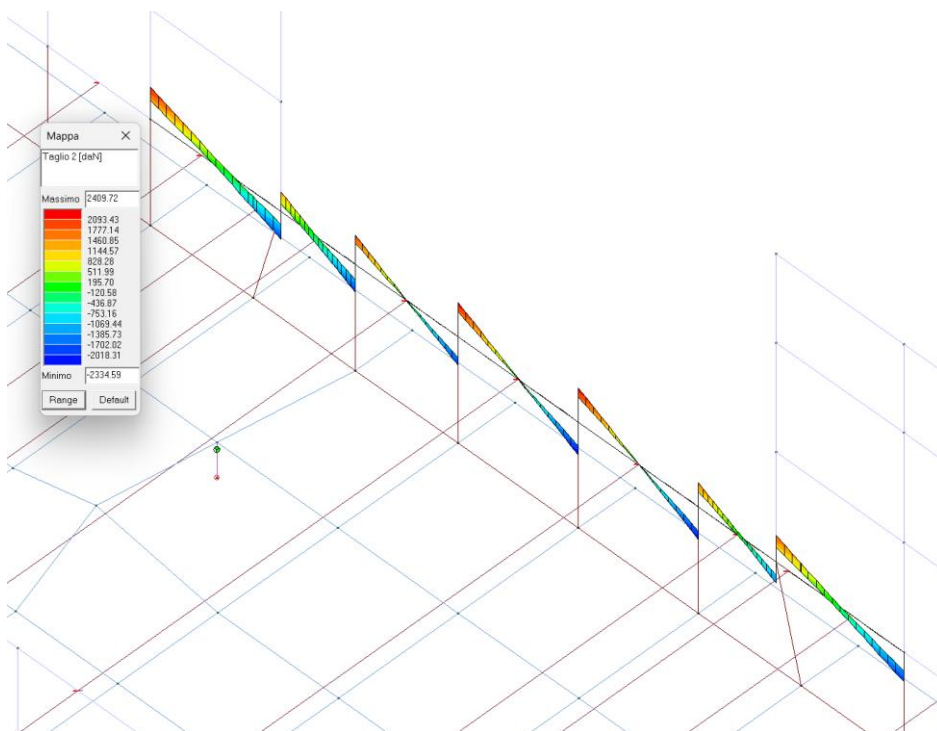 Mappa
Taglio 2 [daN]
Massimo 2409.72
2093.43
1777.14
1460.85
1144.57
828.28
511.99
195.70
-120.58
-436.87
-753.16
-1069.44
-1385.73
-1702.02
-2018.31
Minimo -2334.59
Range Default